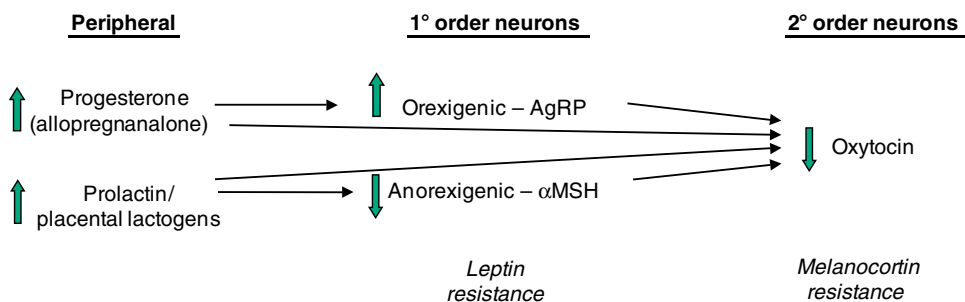 Peripheral
1° order neurons
2° order neurons
Progesterone
(allopregnanalone)
Orexigenic – AgRP
Oxytocin
Prolactin/
placental lactogens
Anorexigenic – αMSH
Leptin
resistance
Melanocortin
resistance